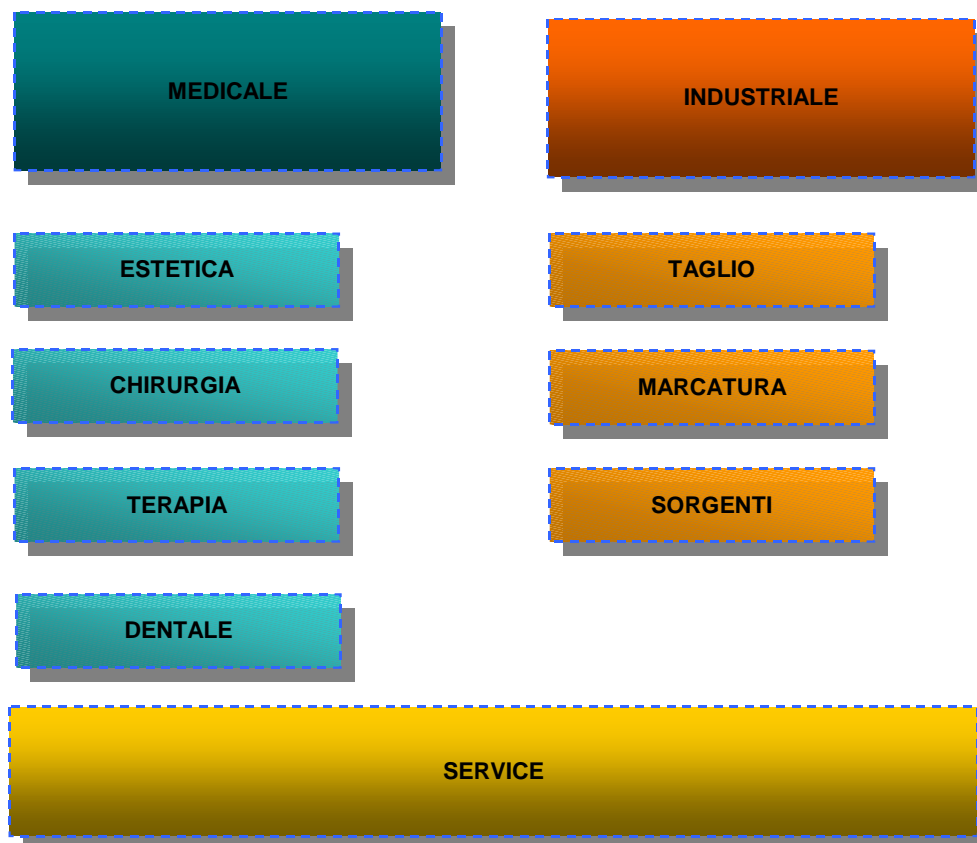 MEDICALE
INDUSTRIALE
ESTETICA
TAGLIO
CHIRURGIA
MARCATURA
TERAPIA
SORGENTI
DENTALE
SERVICE